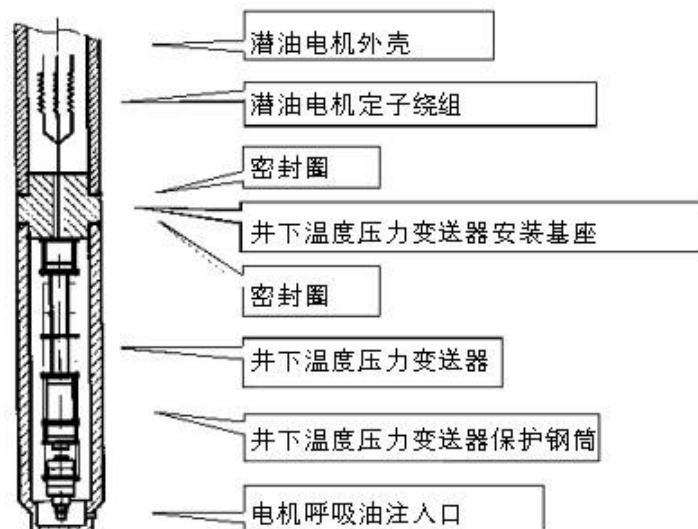 潜油电机外壳
潜油电机定子绕组
密封圈
井下温度压力变送器安装基座
密封圈
井下温度压力变送器
井下温度压力变送器保护钢筒
电机呼吸油注入口